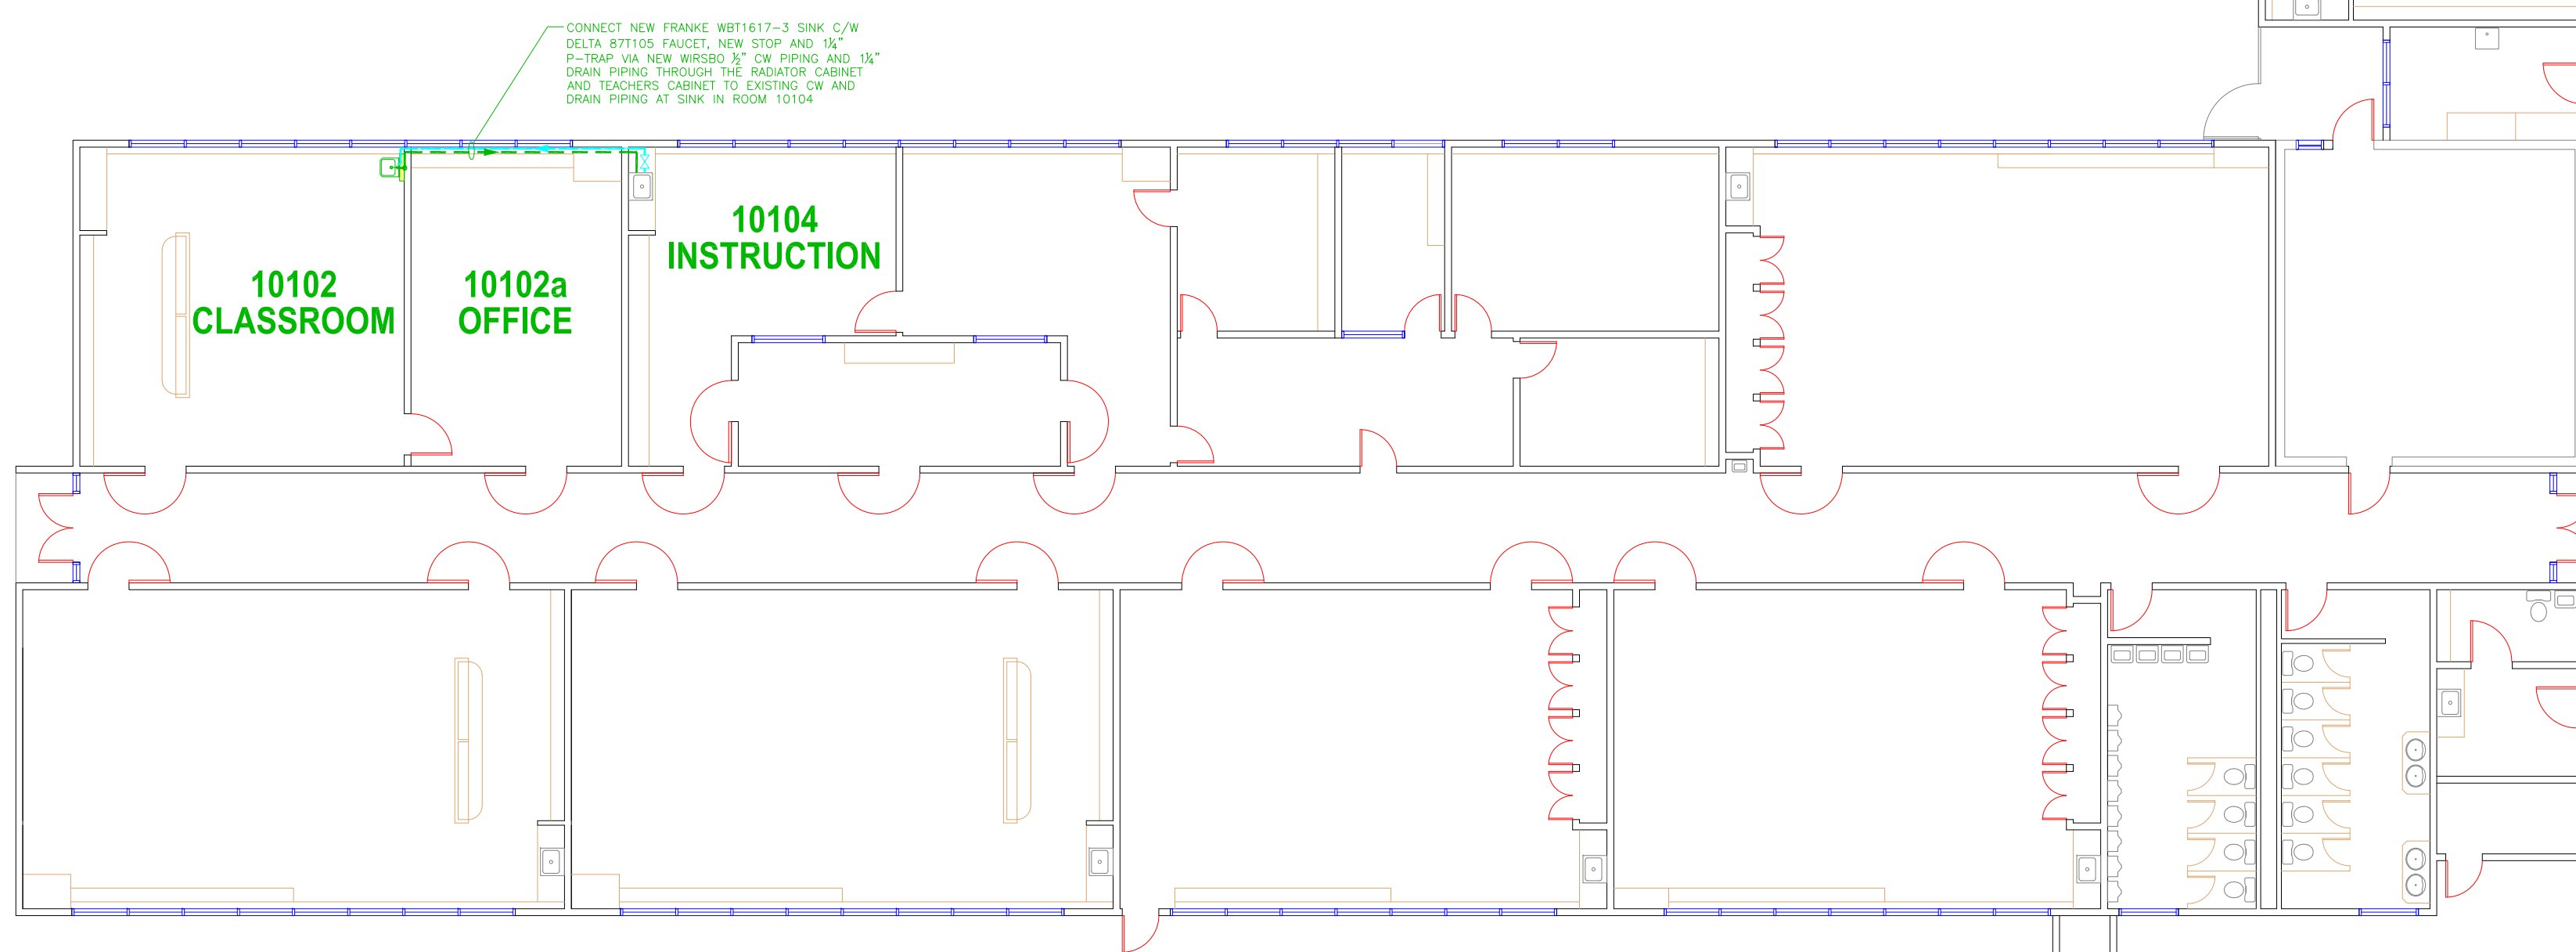 CONNECT NEW FRANKE WBT1617-3 SINK C/W
DELTA 87T105 FAUCET, NEW STOP AND 1¼"
P-TRAP VIA NEW WIRSBO ½" CW PIPING AND 1¼"
DRAIN PIPING THROUGH THE RADIATOR CABINET
AND TEACHERS CABINET TO EXISTING CW AND
DRAIN PIPING AT SINK IN ROOM 10104
10104
INSTRUCTION
10102
CLASSROOM
10102a
OFFICE